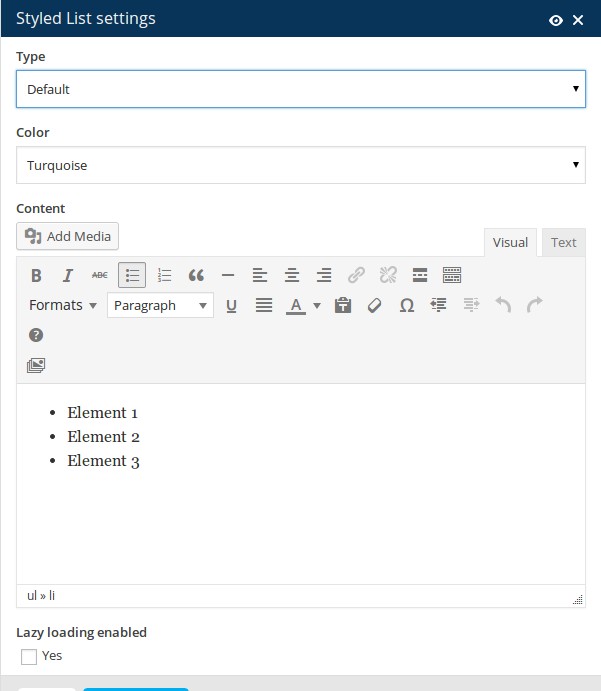 Styled List settings
Type
Default
Color
Turquoise
Content
Add Media
Visual Text
B I ABC
Formats Paragraph U A Ω
Element 1
Element 2
Element 3
ul » li
Lazy loading enabled
Yes